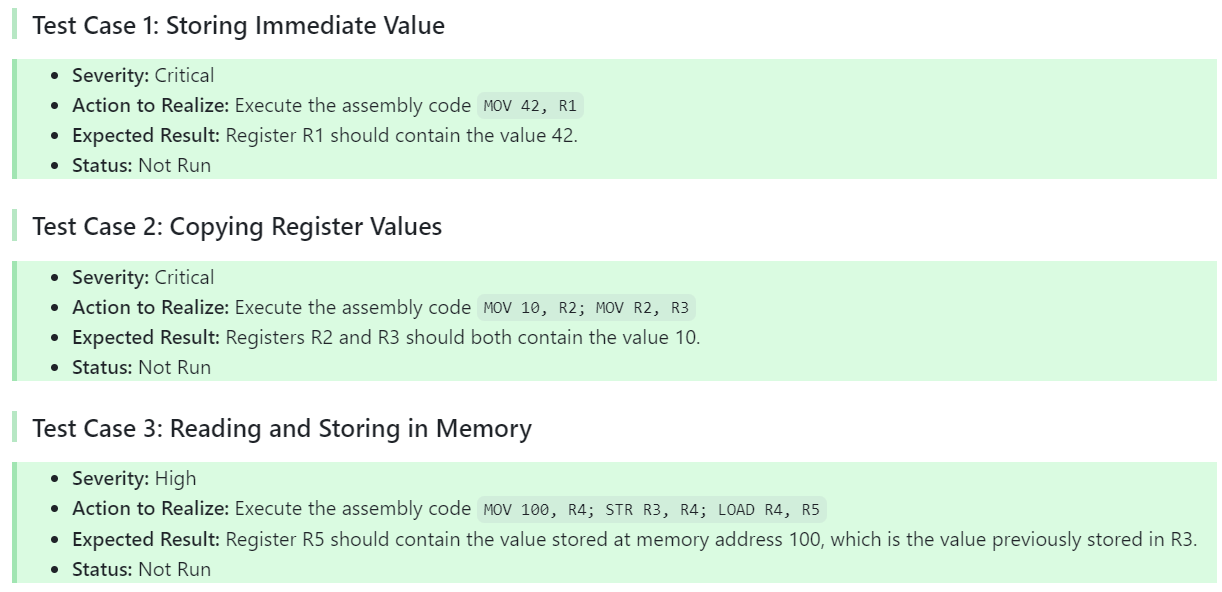 Test Case 1: Storing Immediate Value
• Severity: Critical
• Action to Realize: Execute the assembly code MOV 42, R1
• Expected Result: Register R1 should contain the value 42.
• Status: Not Run
Test Case 2: Copying Register Values
• Severity: Critical
• Action to Realize: Execute the assembly code MOV 10, R2; MOV R2, R3
• Expected Result: Registers R2 and R3 should both contain the value 10.
• Status: Not Run
Test Case 3: Reading and Storing in Memory
• Severity: High
• Action to Realize: Execute the assembly code MOV 100, R4; STR R3, R4; LOAD R4, R5
• Expected Result: Register R5 should contain the value stored at memory address 100, which is the value previously stored in R3.
• Status: Not Run